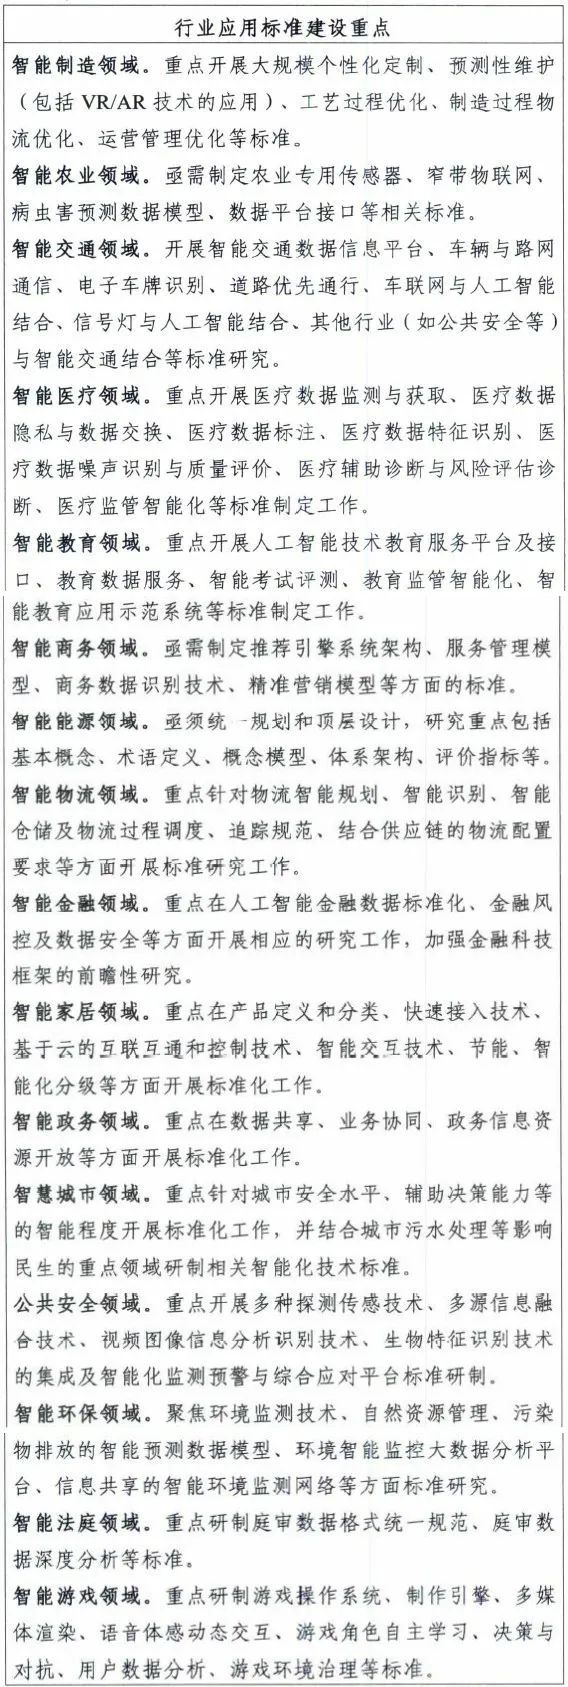 行业应用标准建设重点
智能制造领域。重点开展大规模个性化定制、预测性维护
（包括 VR/AR 技术的应用）、工艺过程优化、制造过程物
流优化、运营管理优化等标准。
智能农业领域。亟需制定农业专用传感器、窄带物联网、
病虫害预测数据模型、数据平台接口等相关标准。
智能交通领域。开展智能交通数据信息平台、车辆与路网
通信、电子车牌识别、道路优先通行、车联网与人工智能
结合、信号灯与人工智能结合、其他行业（如公共安全等）
与智能交通结合等标准研究。
智能医疗领域。重点开展医疗数据监测与获取、医疗数据
隐私与数据交换、医疗数据标注、医疗数据特征识别、医
疗数据噪声识别与质量评价、医疗辅助诊断与风险评估诊
断、医疗监管智能化等标准制定工作。
智能教育领域。重点开展人工智能技术教育服务平台及接
口、教育数据服务、智能考试评测、教育监管智能化、智
能教育应用示范系统等标准制定工作。
智能商务领域。亟需制定推荐引擎系统架构、服务管理模
型、商务数据识别技术、精准营销模型等方面的标准。
智能能源领域。亟须统一规划和顶层设计，研究重点包括
基本概念、术语定义、概念模型、体系架构、评价指标等。
智能物流领域。重点针对物流智能规划、智能识别、智能
仓储及物流过程调度、追踪规范、结合供应链的物流配置
要求等方面开展标准研究工作。
智能金融领域。重点在人工智能金融数据标准化、金融风
控及数据安全等方面开展相应的研究工作，加强金融科技
框架的前瞻性研究。
智能家居领域。重点在产品定义和分类、快速接入技术、
基于云的互联互通和控制技术、智能交互技术、节能、智
能化分级等方面开展标准化工作。
智能政务领域。重点在数据共享、业务协同、政务信息资
源开放等方面开展标准化工作。
智慧城市领域。重点针对城市安全水平、辅助决策能力等
的智能程度开展标准化工作，并结合城市污水处理等影响
民生的重点领域研制相关智能化技术标准。
公共安全领域。重点开展多种探测传感技术、多源信息融
合技术、视频图像信息分析识别技术、生物特征识别技术
的集成及智能化监测预警与综合应对平台标准研制。
智能环保领域。聚焦环境监测技术、自然资源管理、污染
物排放的智能预测数据模型、环境智能监控大数据分析平
台、信息共享的智能环境监测网络等方面标准研究。
智能法庭领域。重点研制庭审数据格式统一规范、庭审数
据深度分析等标准。
智能游戏领域。重点研制游戏操作系统、制作引擎、多媒
体渲染、语音体感动态交互、游戏角色自主学习、决策与
对抗、用户数据分析、游戏环境治理等标准。